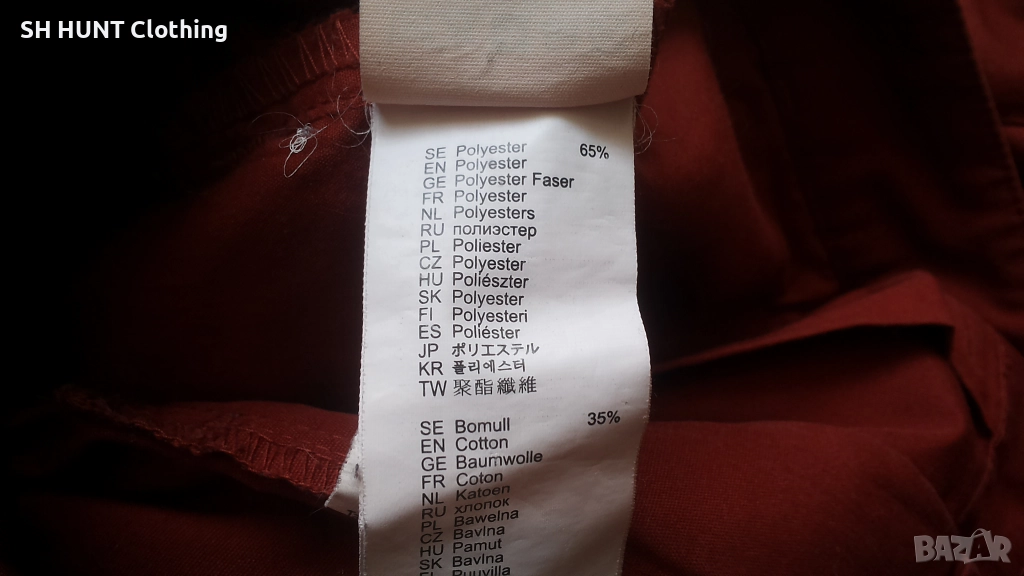 SH HUNT Clothing
SE Polyester 65%
EN Polyester
GE Polyester Faser
FR Polyester
NL Polyesters
RU полиэстер
PL Poliester
CZ Polyester
HU Poliészter
SK Polyester
FI Polyesteri
ES Poliéster
JP ポリエステル
KR 폴리에스터
TW 聚酯纖維
SE Bomull 35%
EN Cotton
GE Baumwolle
FR Coton
NL Katoen
RU хлопок
PL Bawełna
CZ Bavlna
HU Pamut
SK Bavlna
FI Puuvilla
BAZAR